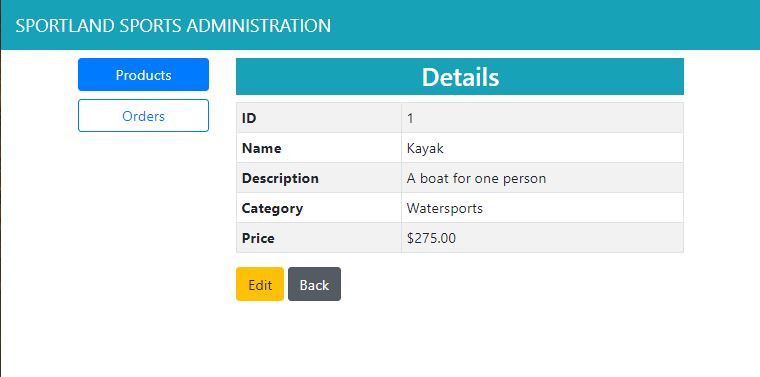 SPORTLAND SPORTS ADMINISTRATION
Products
Orders
Details
ID 1
Name Kayak
Description A boat for one person
Category Watersports
Price $275.00
Edit Back